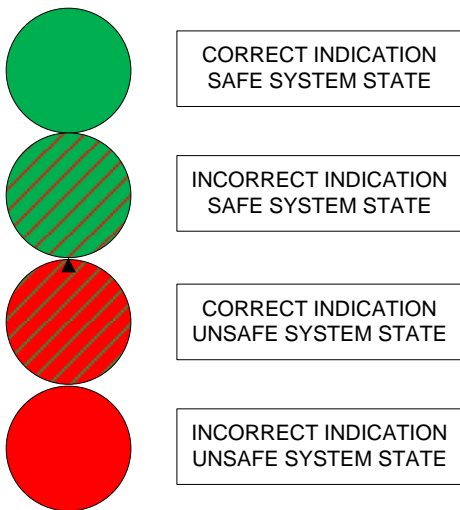 CORRECT INDICATION
SAFE SYSTEM STATE
INCORRECT INDICATION
SAFE SYSTEM STATE
CORRECT INDICATION
UNSAFE SYSTEM STATE
INCORRECT INDICATION
UNSAFE SYSTEM STATE